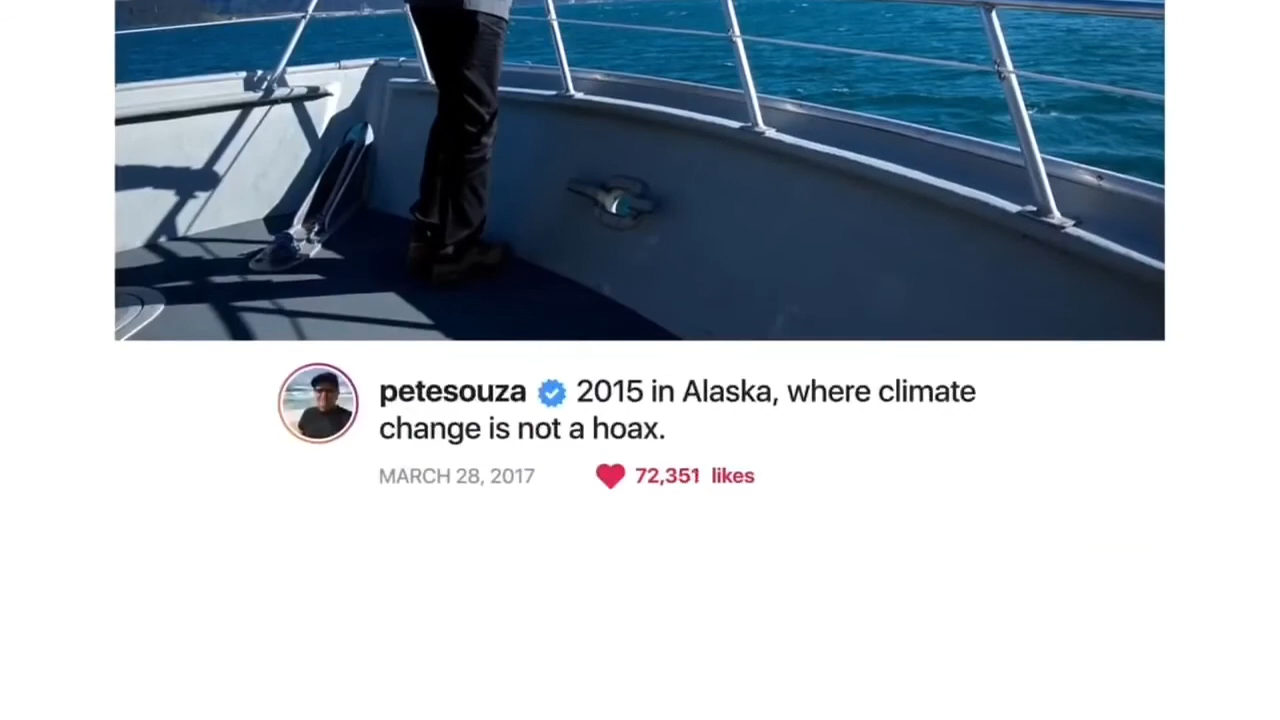 petesouza 2015 in Alaska, where climate
change is not a hoax.
MARCH 28, 2017 72,351 likes